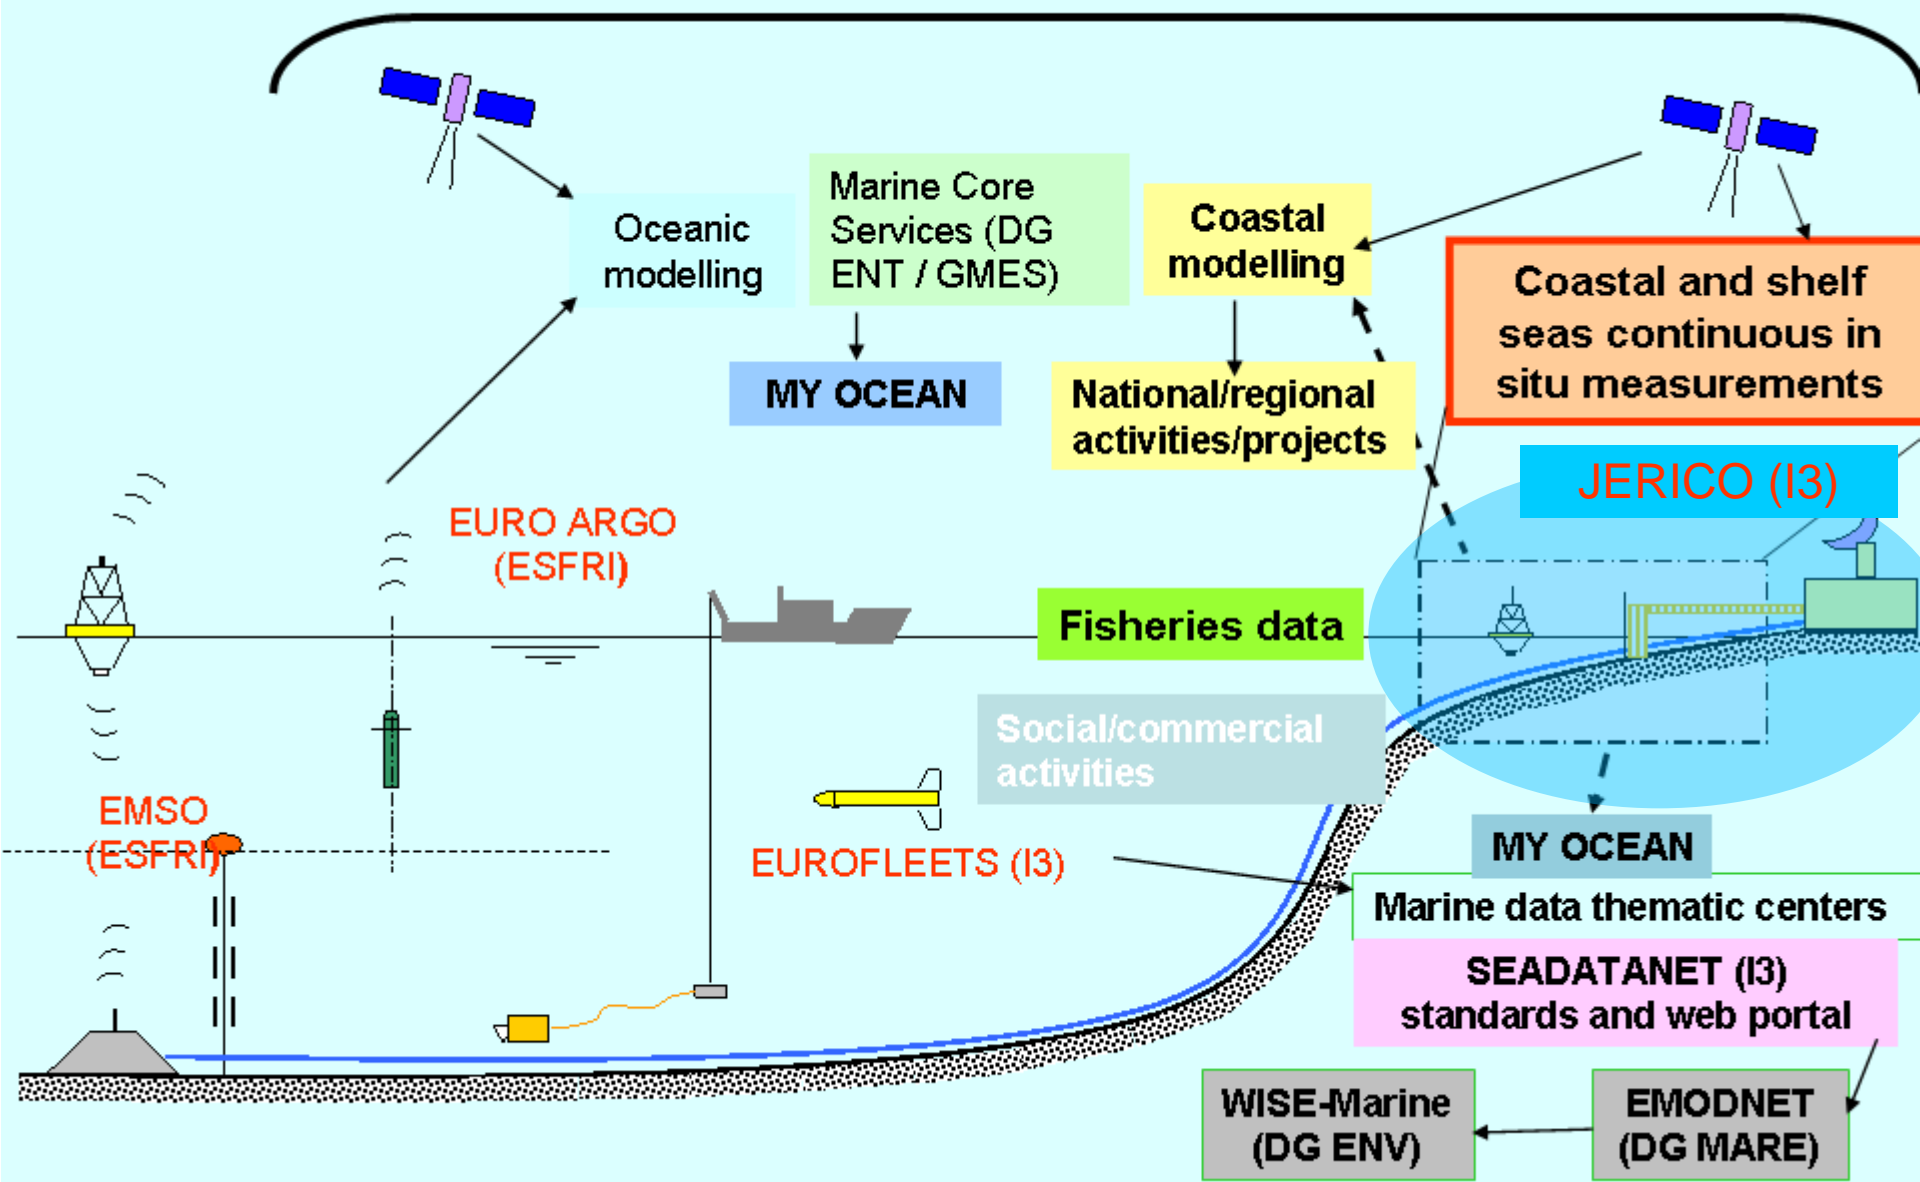 Marine Core
Services (DG
ENT / GMES)
Oceanic
modelling
Coastal
modelling
Coastal and shelf
seas continuous in
situ measurements
MY OCEAN
National/regional
activities/projects
JERICO (I3)
EURO ARGO
(ESFRI)
Fisheries data
Social/commercial
activities
EMSO
(ESFRI)
EUROFLEETS (I3)
MY OCEAN
Marine data thematic centers
SEADATANET (I3)
standards and web portal
WISE-Marine
(DG ENV)
EMODNET
(DG MARE)